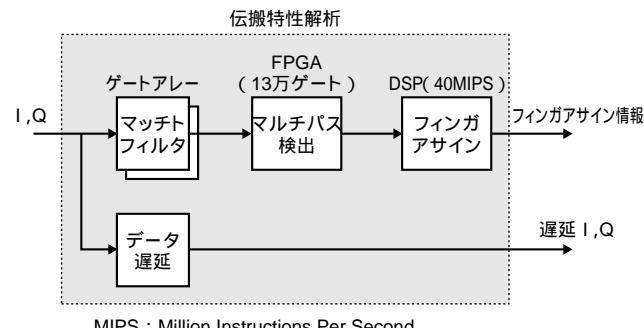 伝搬特性解析
FPGA
ゲートアレー (13万ゲート) DSP(40MIPS)
I ,Q マッチト マルチパス フィンガ フィンガアサイン情報
フィルタ 検出 アサイン
データ 遅延 I ,Q
遅延
MIPS : Million Instructions Per Second